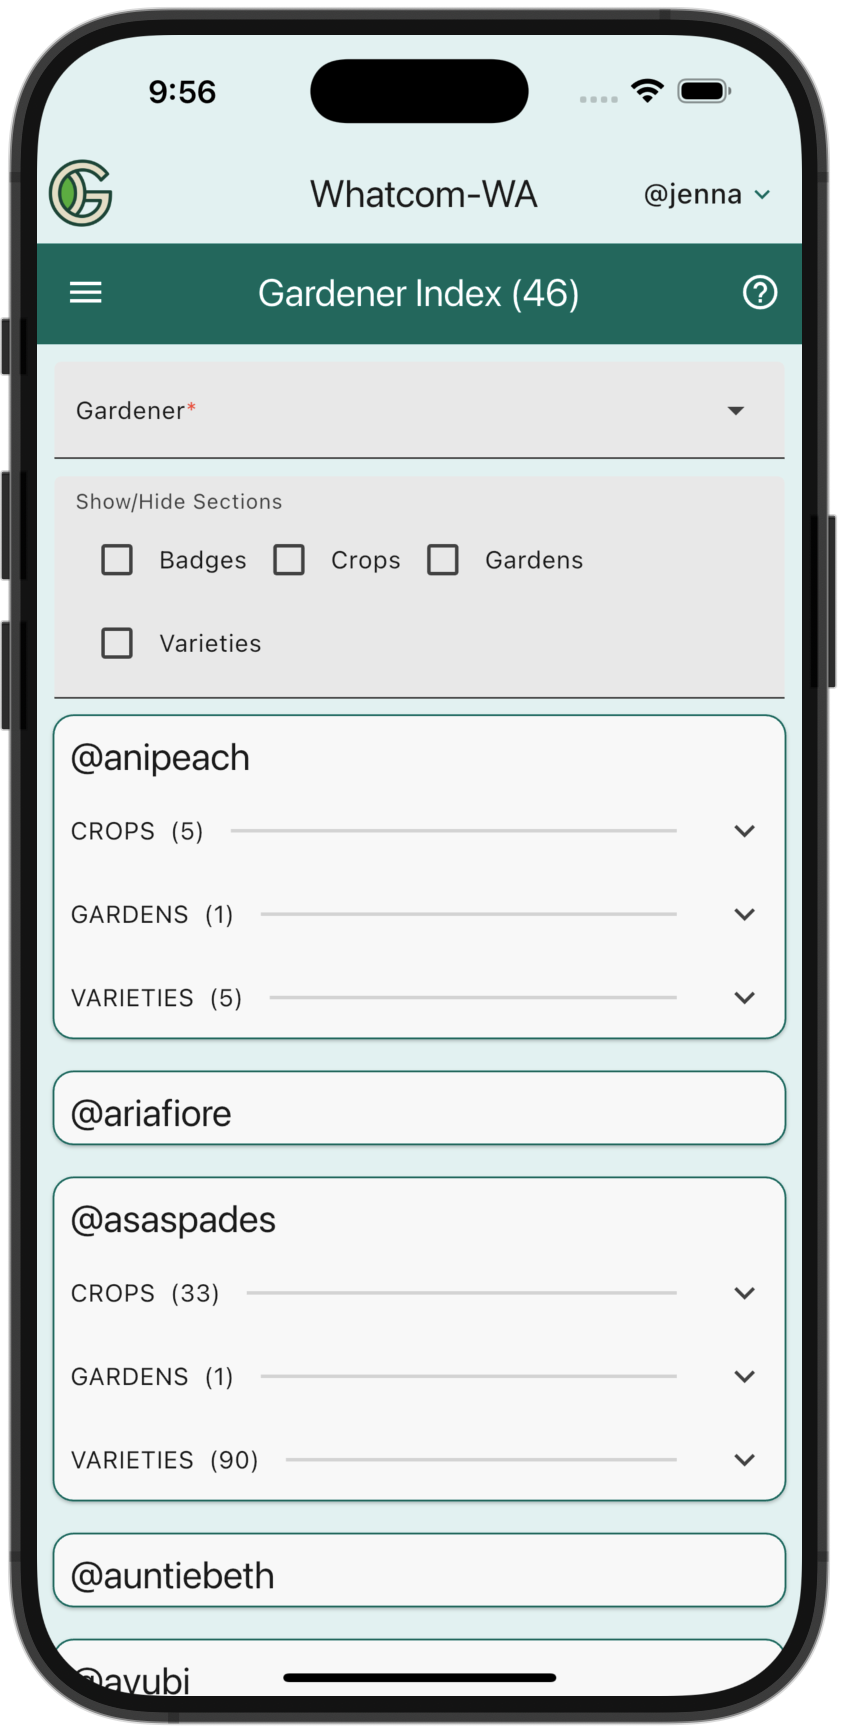 9:56
Whatcom-WA @jenna
Gardener Index (46)
Gardener*
Show/Hide Sections
Badges Crops Gardens
Varieties
@anipeach
CROPS (5)
GARDENS (1)
VARIETIES (5)
@ariafiore
@asaspades
CROPS (33)
GARDENS (1)
VARIETIES (90)
@auntiebeth
@ayubi